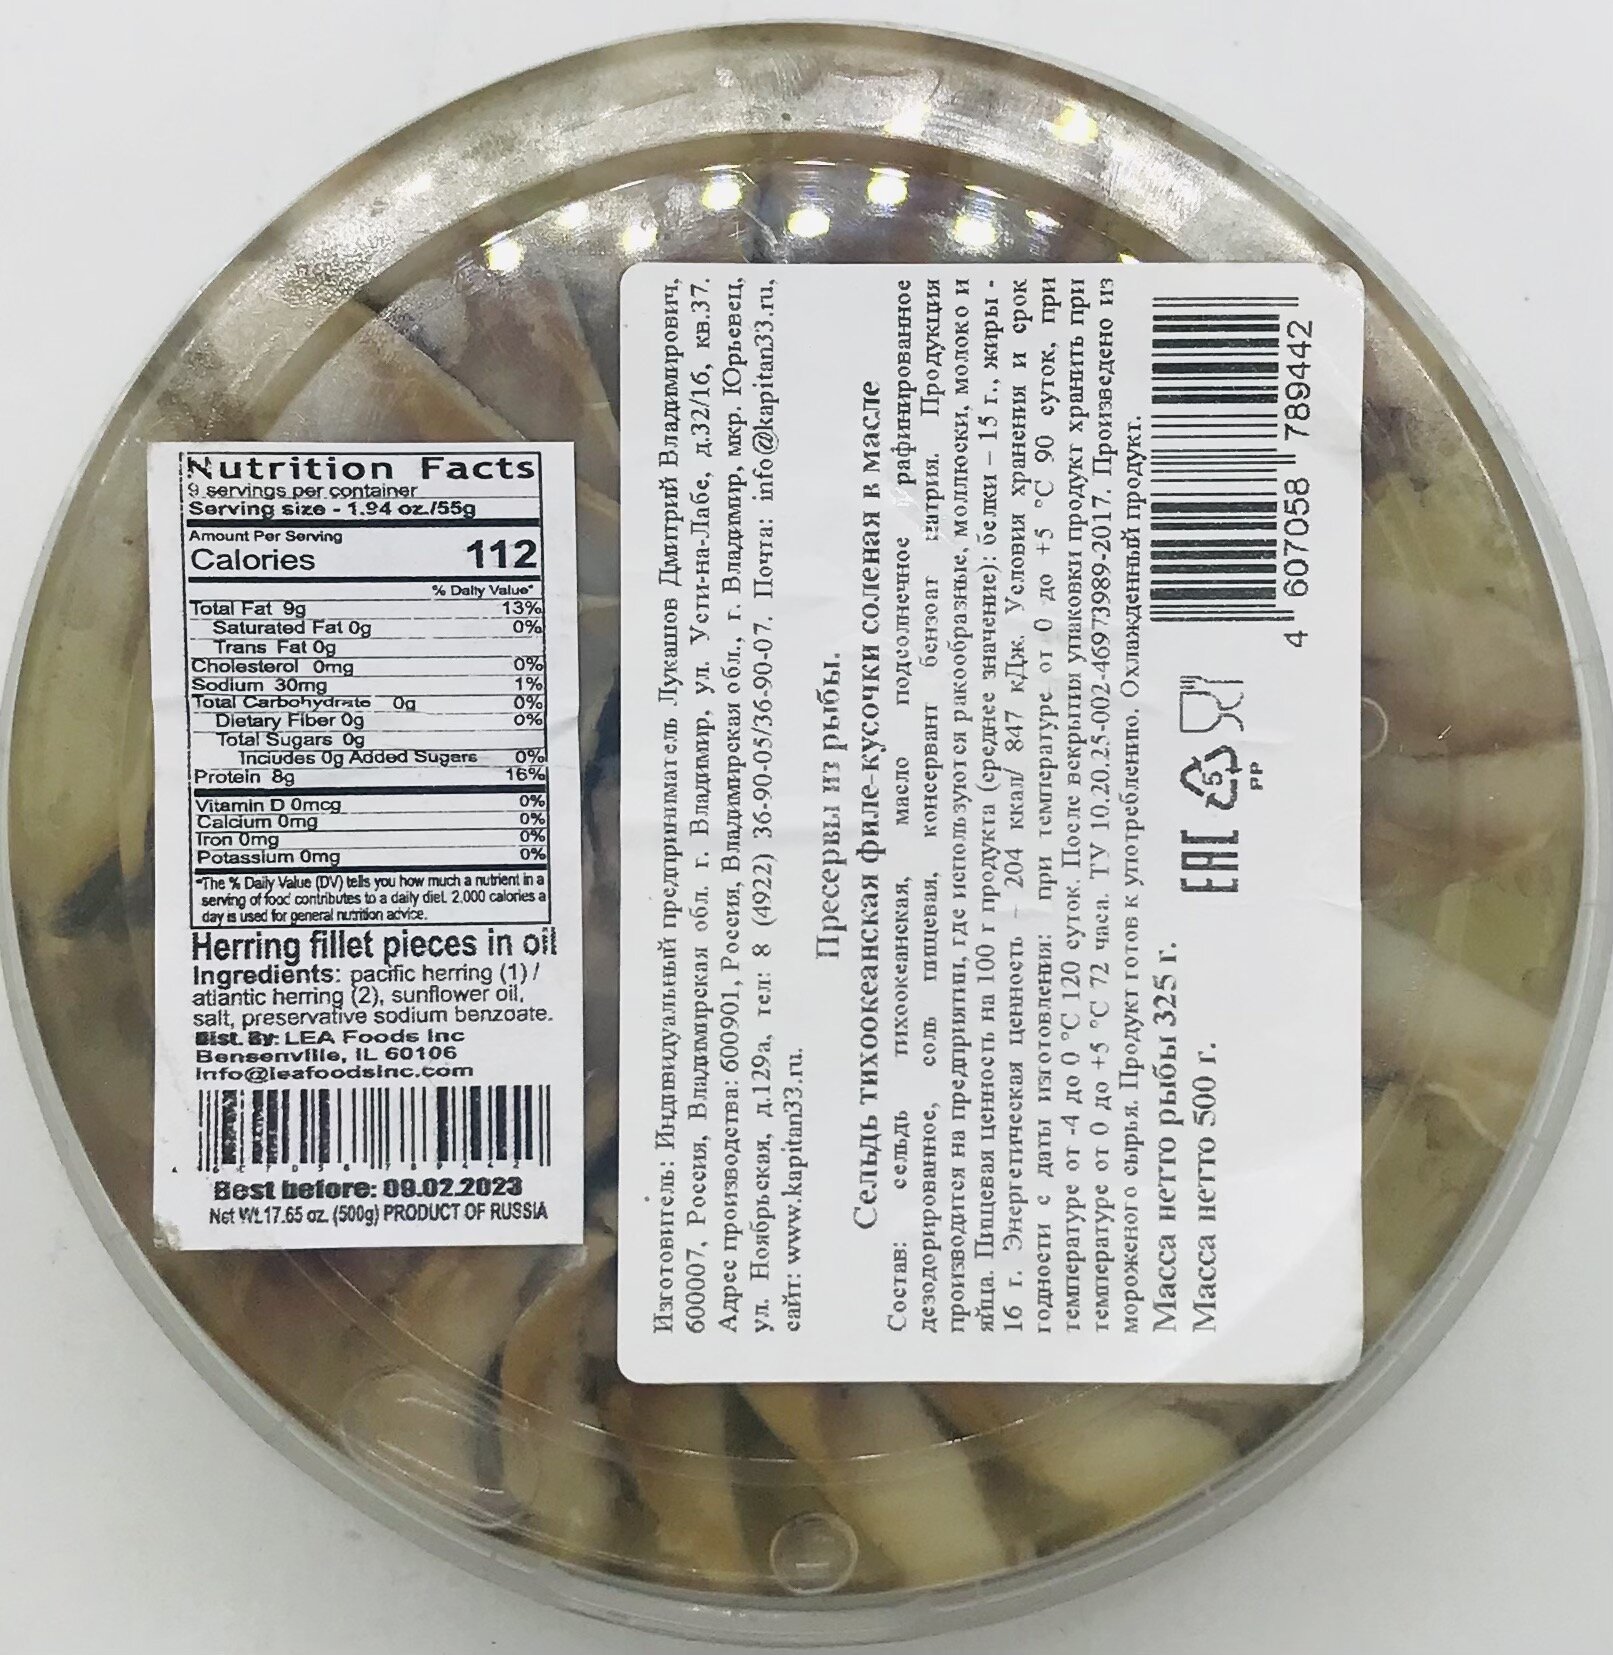 Nutrition Facts
9 servings per container
Serving size - 1.94 oz./55g
Amount Per Serving
Calories 112
% Daily Value*
Total Fat 9g 13%
Saturated Fat 0g 0%
Trans Fat 0g
Cholesterol 0mg 0%
Sodium 30mg 1%
Total Carbohydrate 0g 0%
Dietary Fiber 0g 0%
Total Sugars 0g
Includes 0g Added Sugars 0%
Protein 8g 16%
Vitamin D 0mcg 0%
Calcium 0mg 0%
Iron 0mg 0%
Potassium 0mg 0%
*The % Daily Value (DV) tells you how much a nutrient in a
serving of food contributes to a daily diet. 2,000 calories a
day is used for general nutrition advice.
Herring fillet pieces in oil
Ingredients: pacific herring (1) /
atlantic herring (2), sunflower oil,
salt, preservative sodium benzoate.
Dist. By: LEA Foods Inc
Bensenville, IL 60106
Info@leafoodsinc.com
Best before: 09.02.2023
Net Wt.17.65 oz. (500g) PRODUCT OF RUSSIA
Изготовитель: Индивидуальный предприниматель Лукашов Дмитрий Владимирович,
600007, Россия, Владимирская обл. г. Владимир, ул. Усти-на-Лабе, д.32/16, кв.37.
Адрес производства: 600901, Россия, Владимирская обл., г. Владимир, мкр. Юрьевец,
ул. Ноябрьская, д.129а, тел: 8 (4922) 36-90-05/36-90-07. Почта: info@kapitan33.ru,
сайт: www.kapitan33.ru.
Пресервы из рыбы.
Сельдь тихоокеанская филе-кусочки соленая в масле
Состав: сельдь тихоокеанская, масло подсолнечное рафинированное
дезодорированное, соль пищевая, консервант бензоат натрия. Продукция
производится на предприятии, где используются ракообразные, моллюски, молоко и
яйца. Пищевая ценность на 100 г продукта (среднее значение): белки – 15 г., жиры -
16 г. Энергетическая ценность – 204 ккал/ 847 кДж. Условия хранения и срок
годности с даты изготовления: при температуре от 0 до +5 °С 90 суток, при
температуре от -4 до 0 °С 120 суток. После вскрытия упаковки продукт хранить при
температуре от 0 до +5 °С 72 часа. ТУ 10.20.25-002-46973989-2017. Произведено из
мороженого сырья. Продукт готов к употреблению. Охлажденный продукт.
Масса нетто рыбы 325 г.
Масса нетто 500 г.
EAC
5
PP
4 607058 789442